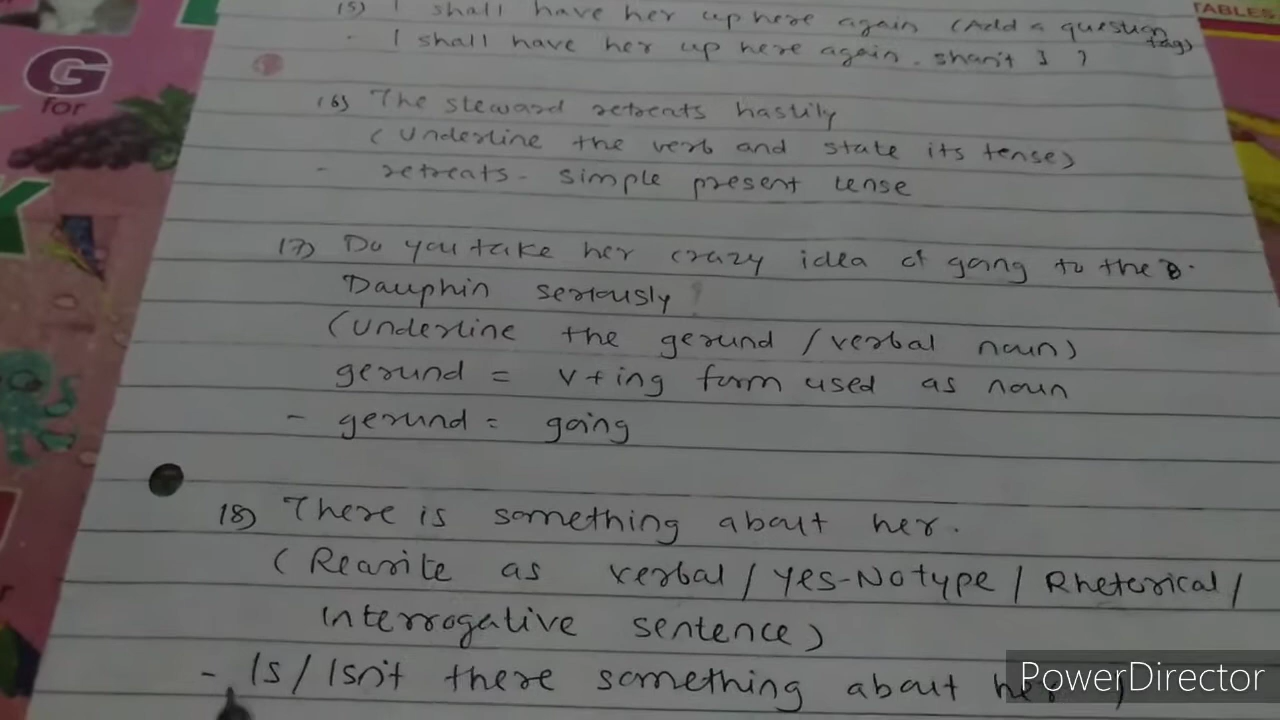 TABLES
G
for
15) I shall have her up here again (Add a question tag)
- I shall have her up here again. shan't I ?
16) The steward retreats hastily
(Underline the verb and state its tense)
- retreats - simple present tense
17) Do you take her crazy idea of going to the
Dauphin seriously ?
(Underline the gerund / verbal noun)
gerund = v+ing form used as noun
- gerund = going
18) There is something about her.
(Rewrite as verbal / Yes-No type / Rhetorical /
Interrogative sentence)
- Is / Isn't there something about her ?
PowerDirector